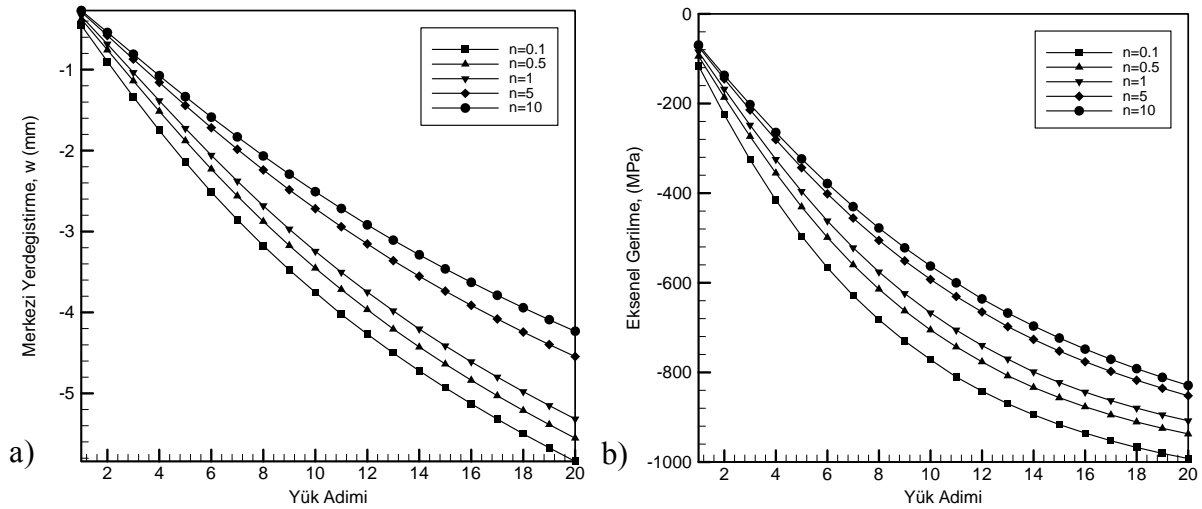 Merkezi Yerdegistirme, w (mm)
-1
-2
-3
-4
-5
n=0.1
n=0.5
n=1
n=5
n=10
2 4 6 8 10 12 14 16 18 20
Yük Adimi
a)
Eksenel Gerilme, (MPa)
0
-200
-400
-600
-800
-1000
n=0.1
n=0.5
n=1
n=5
n=10
2 4 6 8 10 12 14 16 18 20
Yük Adimi
b)